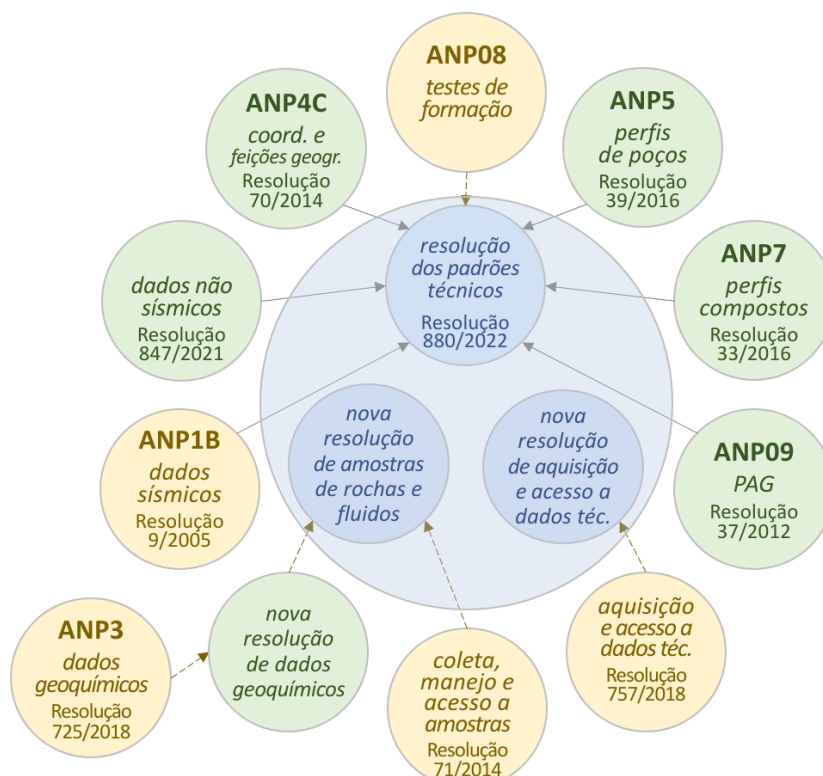 ANP08
testes de
formação
ANP4C
coord. e
feições geogr.
Resolução
70/2014
ANP5
perfis
de poços
Resolução
39/2016
resolução
dos padrões
técnicos
Resolução
880/2022
dados não
sísmicos
Resolução
847/2021
ANP7
perfis
compostos
Resolução
33/2016
ANP1B
dados
sísmicos
Resolução
9/2005
nova
resolução
de amostras
de rochas e
fluidos
nova
resolução
de aquisição
e acesso a
dados téc.
ANP09
PAG
Resolução
37/2012
ANP3
dados
geoquímicos
Resolução
725/2018
nova
resolução
de dados
geoquímicos
coleta,
manejo e
acesso a
amostras
Resolução
71/2014
aquisição
e acesso a
dados téc.
Resolução
757/2018